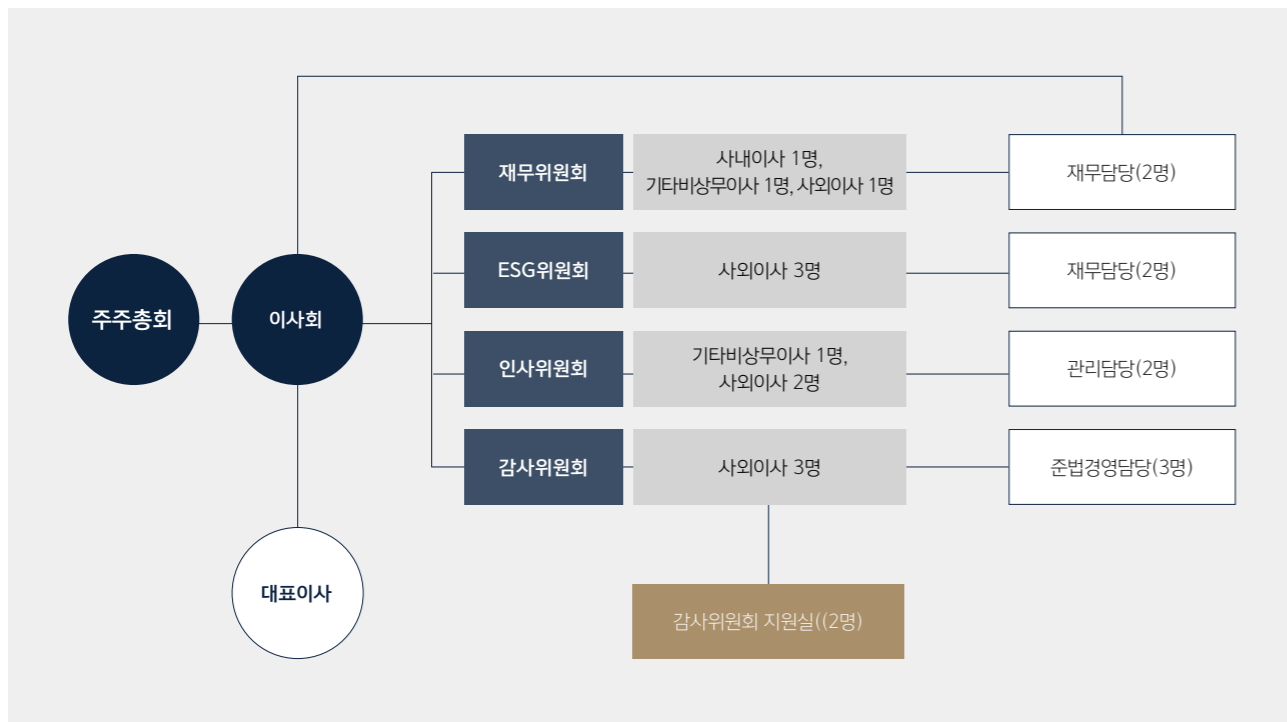 주주총회
이사회
대표이사
재무위원회
사내이사 1명,
기타비상무이사 1명, 사외이사 1명
재무담당(2명)
ESG위원회
사외이사 3명
재무담당(2명)
인사위원회
기타비상무이사 1명,
사외이사 2명
관리담당(2명)
감사위원회
사외이사 3명
준법경영담당(3명)
감사위원회 지원실((2명)